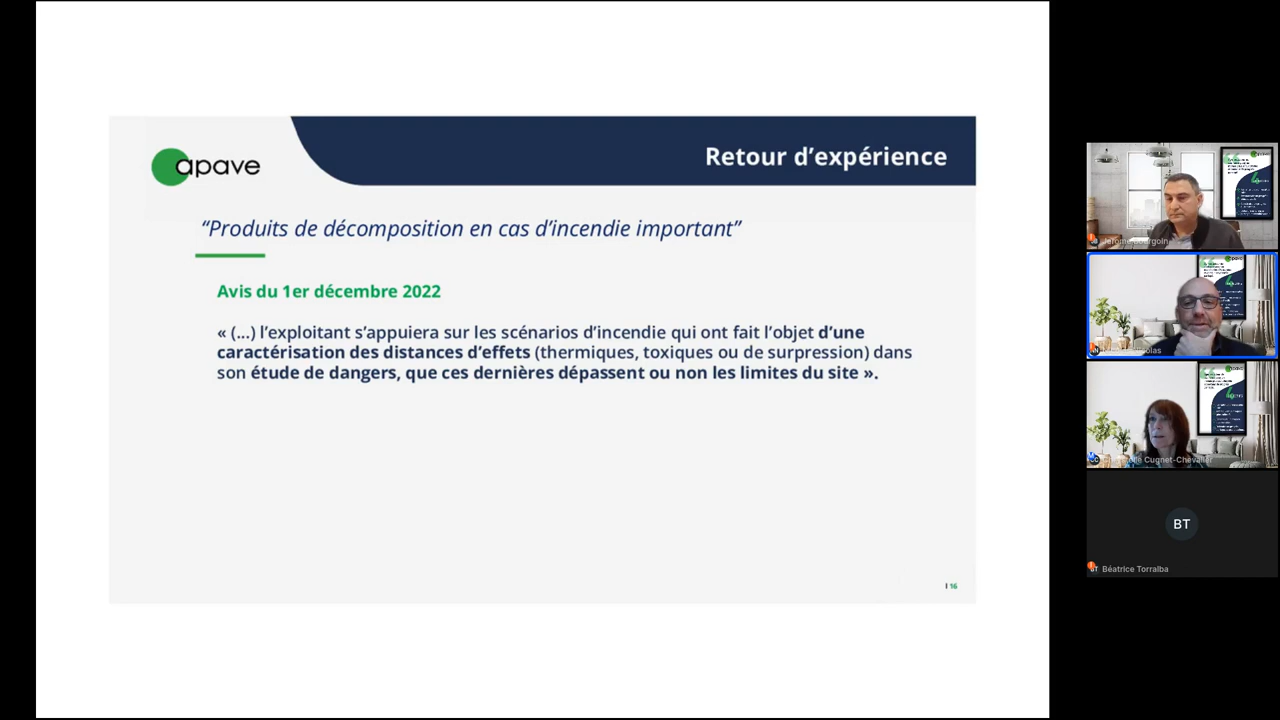 apave
Retour d’expérience
“Produits de décomposition en cas d’incendie important”
Avis du 1er décembre 2022
« (...) l’exploitant s’appuiera sur les scénarios d’incendie qui ont fait l’objet d’une
caractérisation des distances d’effets (thermiques, toxiques ou de surpression) dans
son étude de dangers, que ces dernières dépassent ou non les limites du site ».
16
Cugnet-Chevalier
BT
Béatrice Torralba